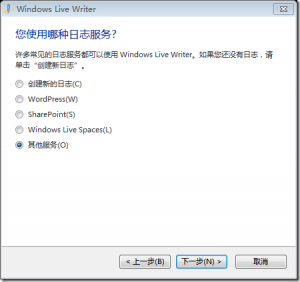 Windows Live Writer
您使用哪种日志服务?
许多常见的日志服务都可以使用 Windows Live Writer。如果您还没有日志，请
单击“创建新日志”。
创建新的日志(C)
WordPress(W)
SharePoint(S)
Windows Live Spaces(L)
其他服务(O)
< 上一步(B) 下一步(N) > 取消